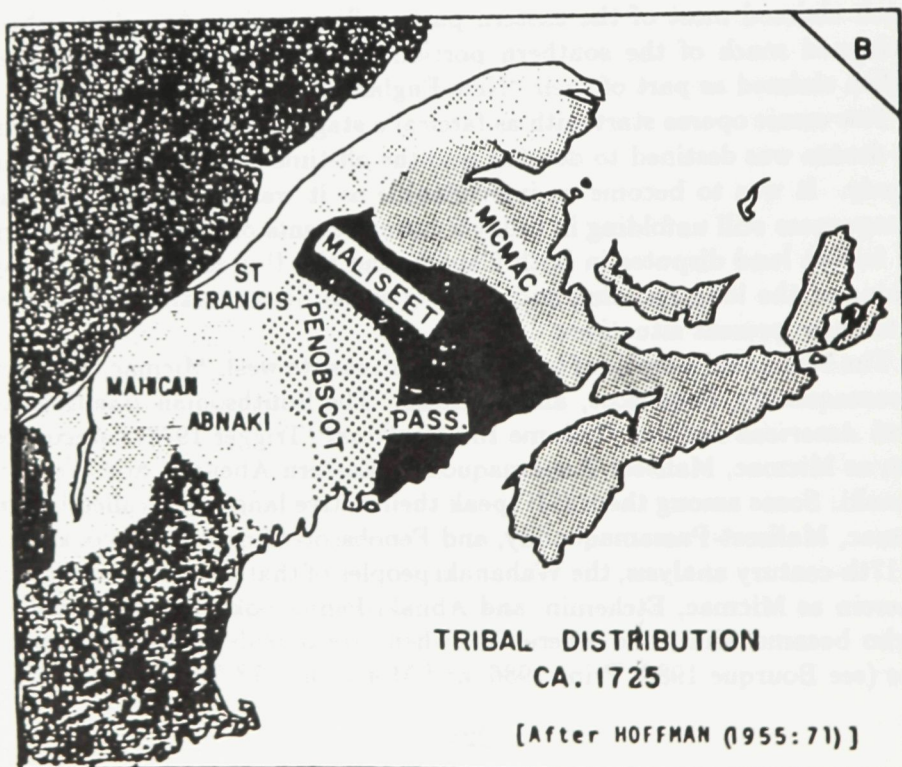 B
MICMAC
MALISEET
ST
FRANCIS
PENOBSCOT
MAHICAN
ABNAKI
PASS.
TRIBAL DISTRIBUTION
CA. 1725
[After HOFFMAN (1955:71)]